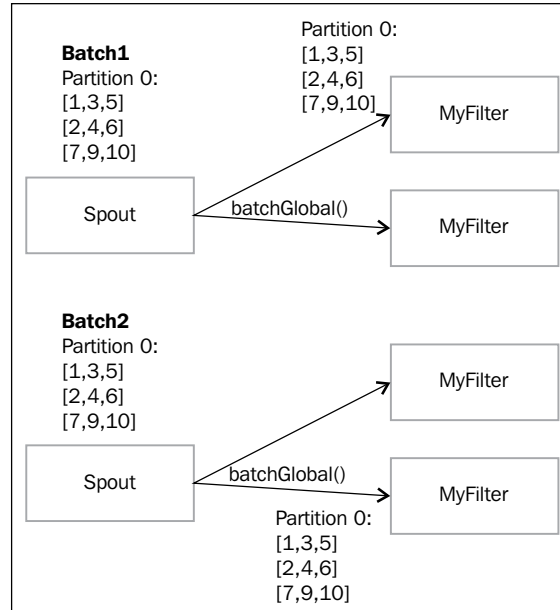 Batch1
Partition 0:
[1,3,5]
[2,4,6]
[7,9,10]
Spout
Partition 0:
[1,3,5]
[2,4,6]
[7,9,10]
batchGlobal()
MyFilter
MyFilter
Batch2
Partition 0:
[1,3,5]
[2,4,6]
[7,9,10]
Spout
batchGlobal()
MyFilter
MyFilter
Partition 0:
[1,3,5]
[2,4,6]
[7,9,10]